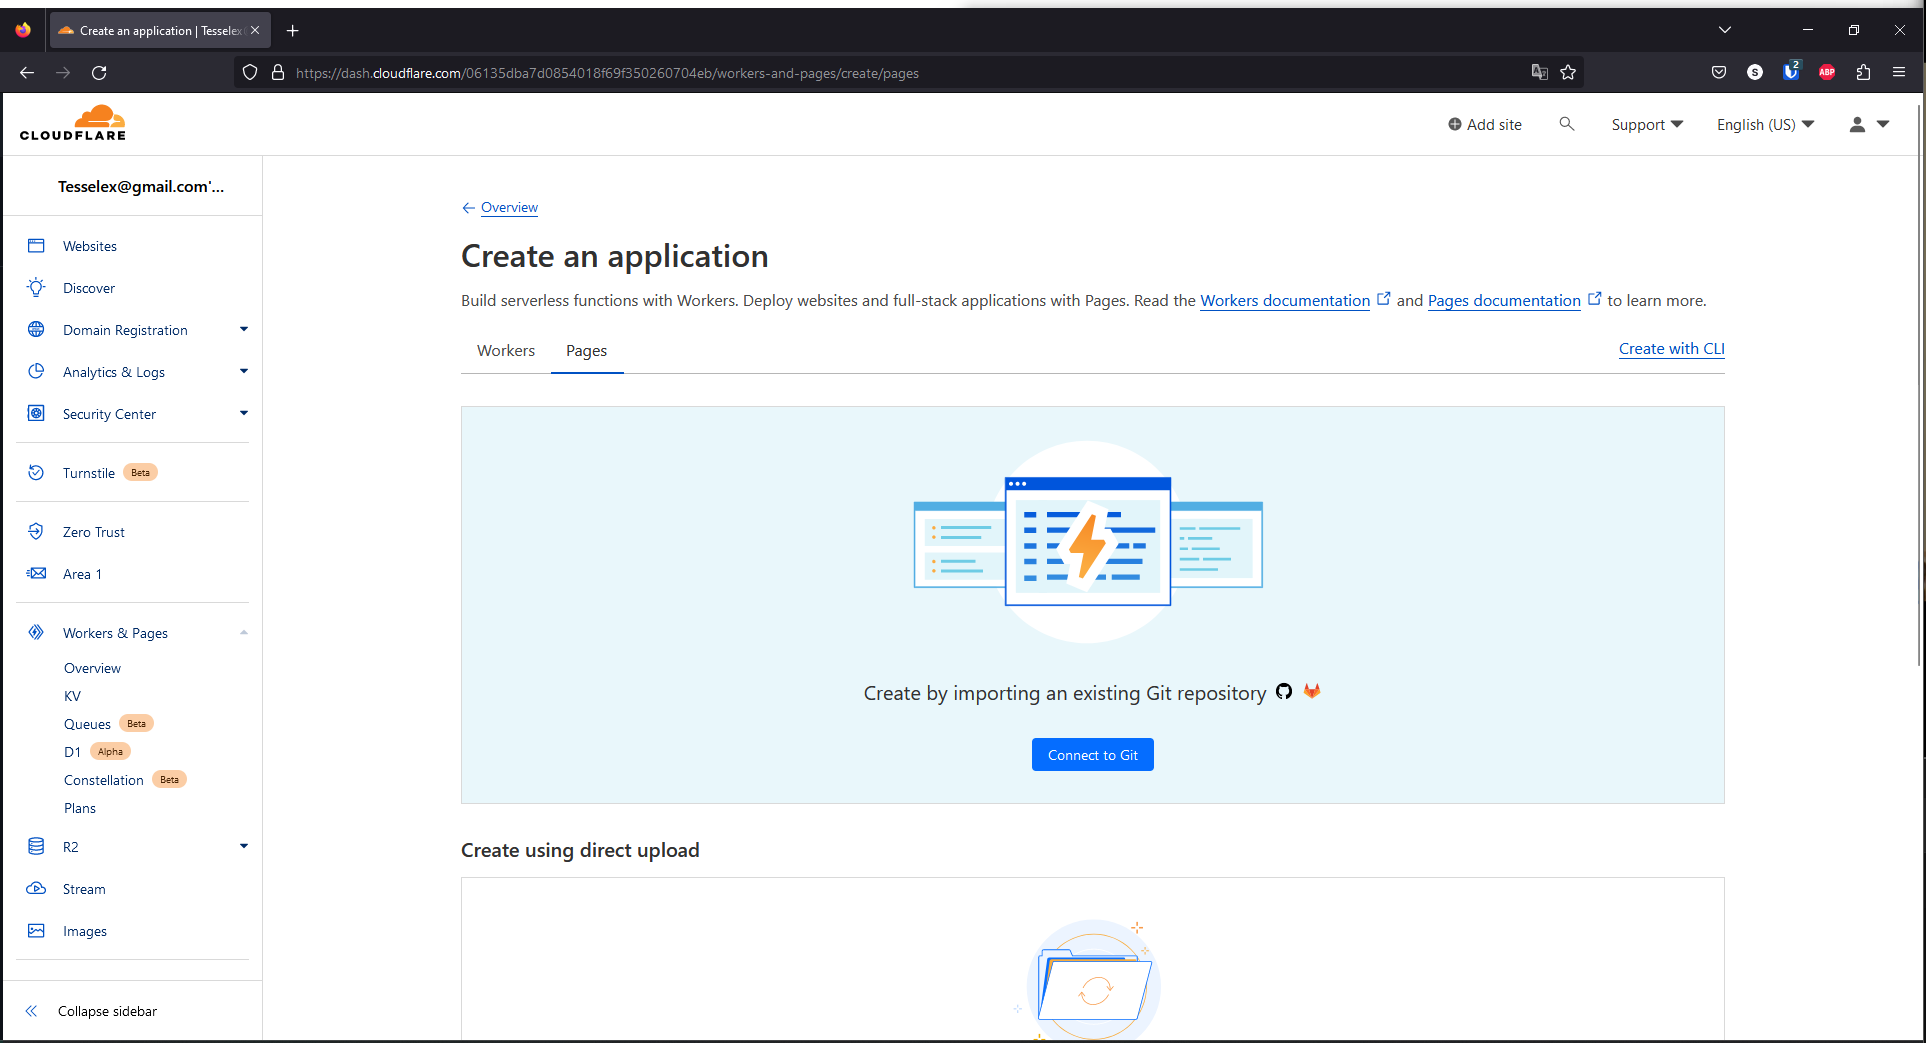 Create an application | Tesselex
https://dash.cloudflare.com/06135dba7d0854018f69f350260704eb/workers-and-pages/create/pages
S
2
ABP
CLOUDFLARE
Add site
Support
English (US)
Tesselex@gmail.com'...
Websites
Discover
Domain Registration
Analytics & Logs
Security Center
Turnstile Beta
Zero Trust
Area 1
Workers & Pages
Overview
KV
Queues Beta
D1 Alpha
Constellation Beta
Plans
R2
Stream
Images
Collapse sidebar
Overview
Create an application
Build serverless functions with Workers. Deploy websites and full-stack applications with Pages. Read the Workers documentation and Pages documentation to learn more.
Workers Pages Create with CLI
Create by importing an existing Git repository
Connect to Git
Create using direct upload